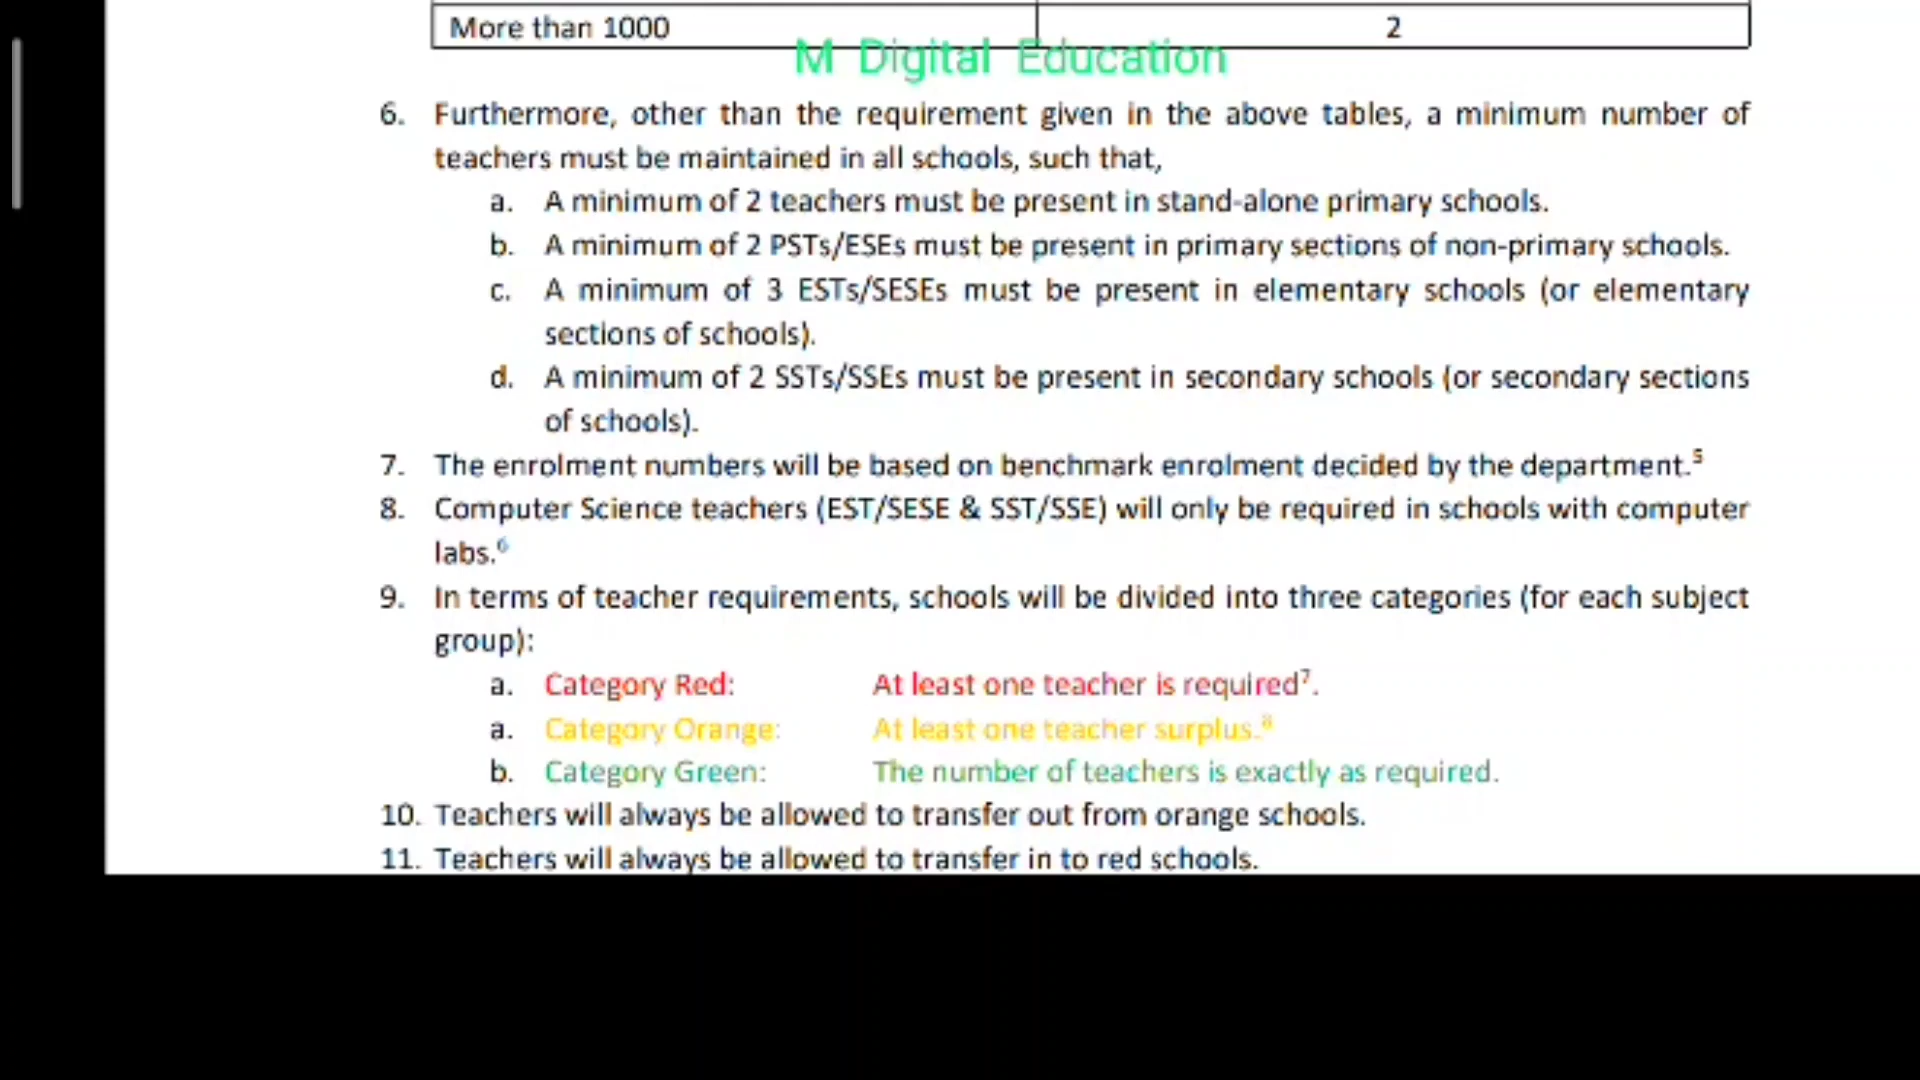 More than 1000 2
M Digital Education
6. Furthermore, other than the requirement given in the above tables, a minimum number of
teachers must be maintained in all schools, such that,
a. A minimum of 2 teachers must be present in stand-alone primary schools.
b. A minimum of 2 PSTs/ESEs must be present in primary sections of non-primary schools.
c. A minimum of 3 ESTs/SESEs must be present in elementary schools (or elementary
sections of schools).
d. A minimum of 2 SSTs/SSEs must be present in secondary schools (or secondary sections
of schools).
7. The enrolment numbers will be based on benchmark enrolment decided by the department.⁵
8. Computer Science teachers (EST/SESE & SST/SSE) will only be required in schools with computer
labs.⁶
9. In terms of teacher requirements, schools will be divided into three categories (for each subject
group):
a. Category Red: At least one teacher is required⁷.
a. Category Orange: At least one teacher surplus.⁸
b. Category Green: The number of teachers is exactly as required.
10. Teachers will always be allowed to transfer out from orange schools.
11. Teachers will always be allowed to transfer in to red schools.